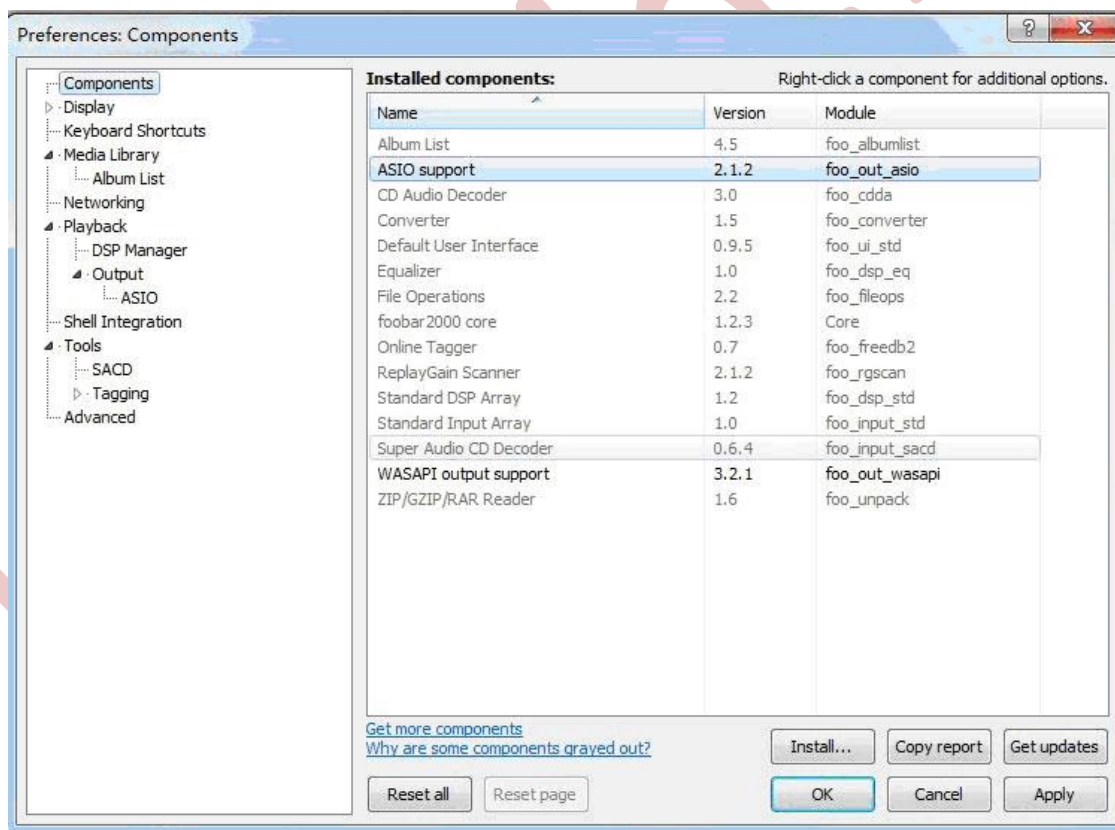 Preferences: Components
Components
Display
Keyboard Shortcuts
Media Library
Album List
Networking
Playback
DSP Manager
Output
ASIO
Shell Integration
Tools
SACD
Tagging
Advanced
Installed components: Right-click a component for additional options.
Name Version Module
Album List 4.5 foo_albumlist
ASIO support 2.1.2 foo_out_asio
CD Audio Decoder 3.0 foo_cdda
Converter 1.5 foo_converter
Default User Interface 0.9.5 foo_ui_std
Equalizer 1.0 foo_dsp_eq
File Operations 2.2 foo_fileops
foobar2000 core 1.2.3 Core
Online Tagger 0.7 foo_freedb2
ReplayGain Scanner 2.1.2 foo_rgscan
Standard DSP Array 1.2 foo_dsp_std
Standard Input Array 1.0 foo_input_std
Super Audio CD Decoder 0.6.4 foo_input_sacd
WASAPI output support 3.2.1 foo_out_wasapi
ZIP/GZIP/RAR Reader 1.6 foo_unpack
Get more components
Why are some components grayed out?
Install... Copy report Get updates
Reset all Reset page OK Cancel Apply